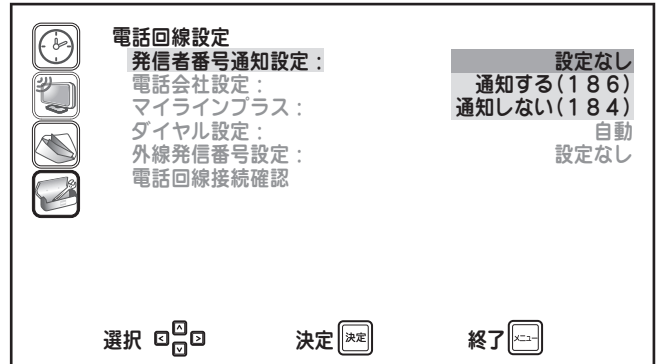 電話回線設定
発信者番号通知設定： 設定なし
電話会社設定： 通知する(１８６)
マイラインプラス： 通知しない(１８４)
ダイヤル設定： 自動
外線発信番号設定： 設定なし
電話回線接続確認
選択 決定 決定 終了 メニュー